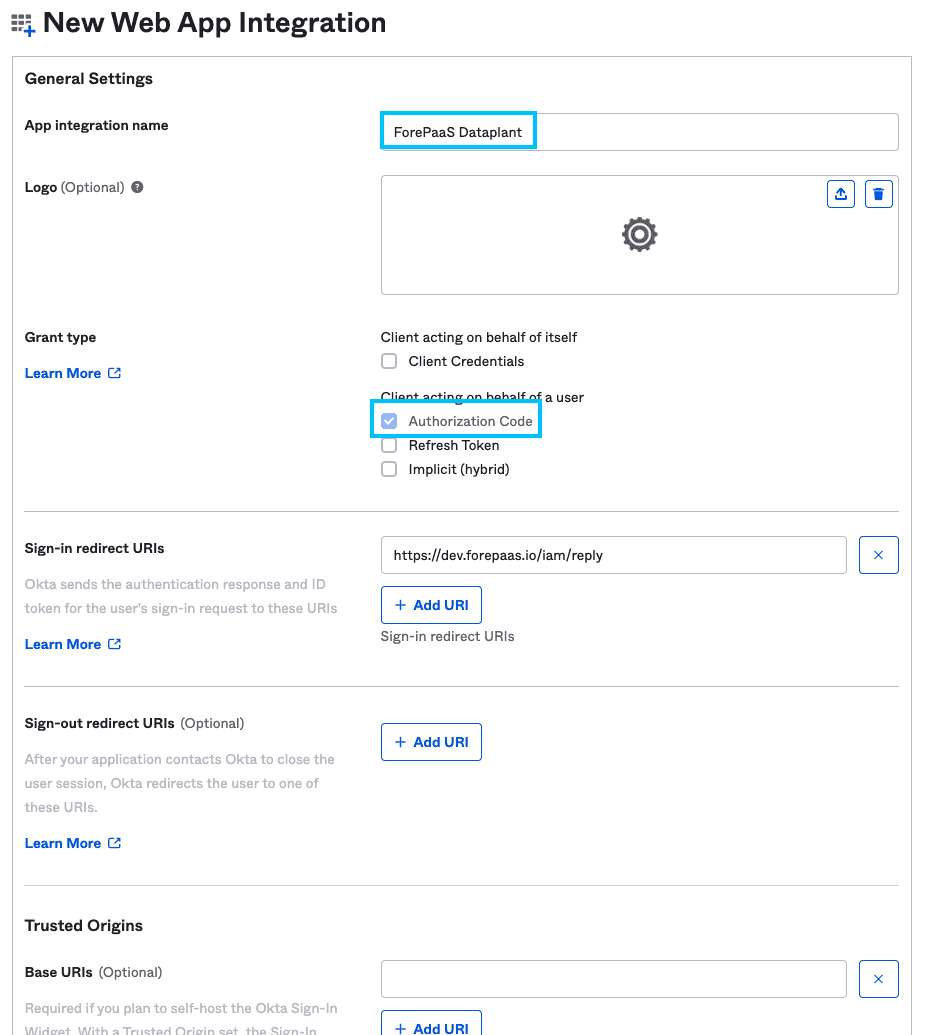 New Web App Integration
General Settings
App integration name
ForePaaS Dataplant
Logo (Optional) ?
Grant type
Learn More
Client acting on behalf of itself
Client Credentials
Client acting on behalf of a user
Authorization Code
Refresh Token
Implicit (hybrid)
Sign-in redirect URIs
Okta sends the authentication response and ID
token for the user's sign-in request to these URIs
Learn More
https://dev.forepaas.io/iam/reply
+ Add URI
Sign-in redirect URIs
Sign-out redirect URIs (Optional)
After your application contacts Okta to close the
user session, Okta redirects the user to one of
these URIs.
Learn More
+ Add URI
Trusted Origins
Base URIs (Optional)
Required if you plan to self-host the Okta Sign-In
Widget. With a Trusted Origin set, the Sign-In
+ Add URI